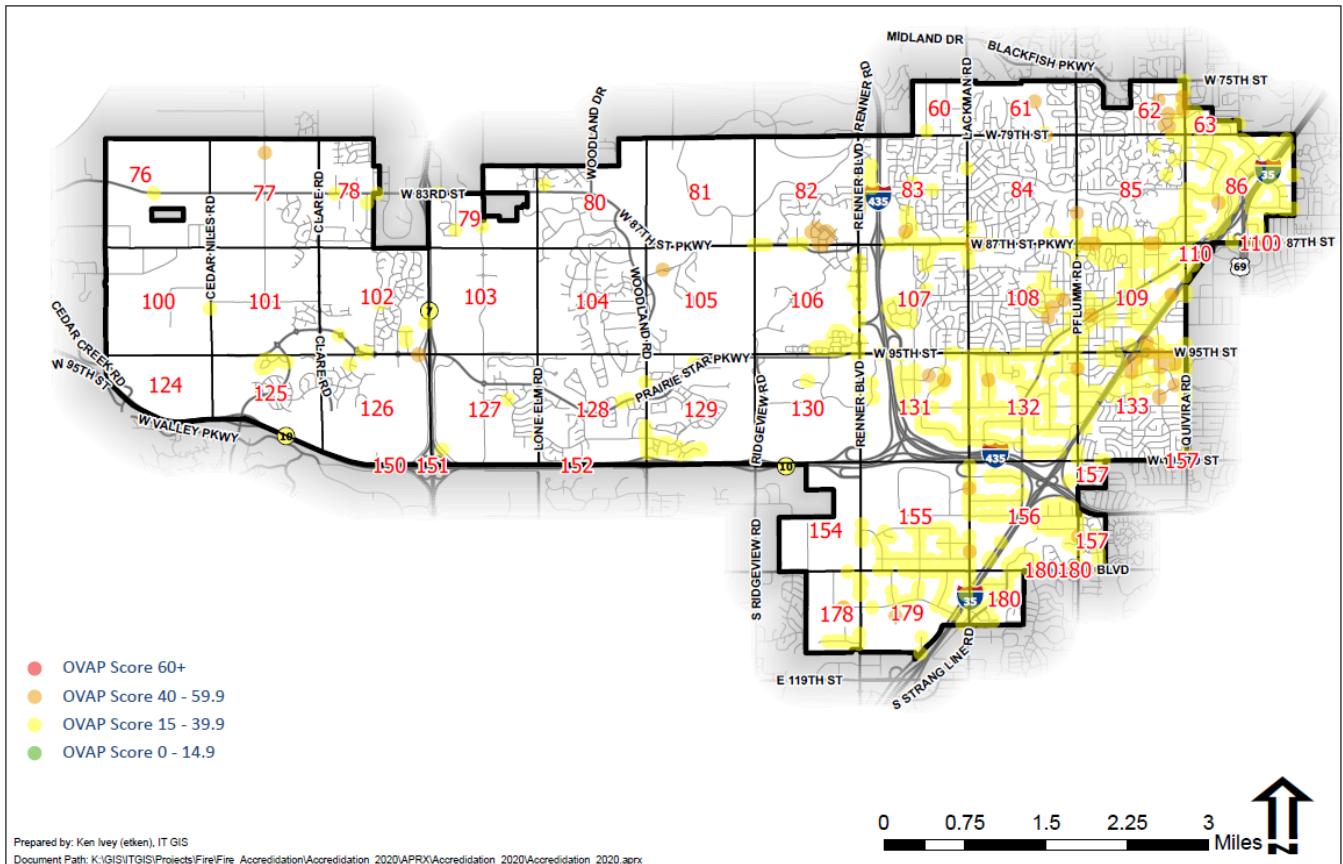 MIDLAND DR
BLACKFISH PKWY
W 75TH ST
RENNER RD
LACKMAN RD
60
61
62
63
W 79TH ST
WOODLAND DR
RENNER BLVD
76
77
78
CLARE RD
W 83RD ST
79
80
81
82
435
83
84
85
86
35
CEDAR NILES RD
W 87TH ST PKWY
W 87TH ST PKWY
110
1100
87TH ST
69
100
101
102
7
103
104
WOODLAND RD
105
106
107
108
PFLUMM RD
109
CEDAR CREEK RD
W 95TH ST
CLARE RD
W 95TH ST
W 95TH ST
124
125
126
127
LONE ELM RD
128
PRAIRIE STAR PKWY
129
RIDGEVIEW RD
130
RENNER BLVD
131
132
133
QUIVIRA RD
W VALLEY PKWY
10
150
151
152
10
435
157
157
ST
S RIDGEVIEW RD
154
155
156
157
180
180
BLVD
178
179
35
180
E 119TH ST
S STRANG LINE RD
OVAP Score 60+
OVAP Score 40 - 59.9
OVAP Score 15 - 39.9
OVAP Score 0 - 14.9
0 0.75 1.5 2.25 3
Miles
N
Prepared by: Ken Ivey (etken), IT GIS
Document Path: K:\GIS\ITGIS\Projects\Fire\Fire_Accredidation\Accredidation_2020\APRX\Accredidation_2020\Accredidation_2020.aprx